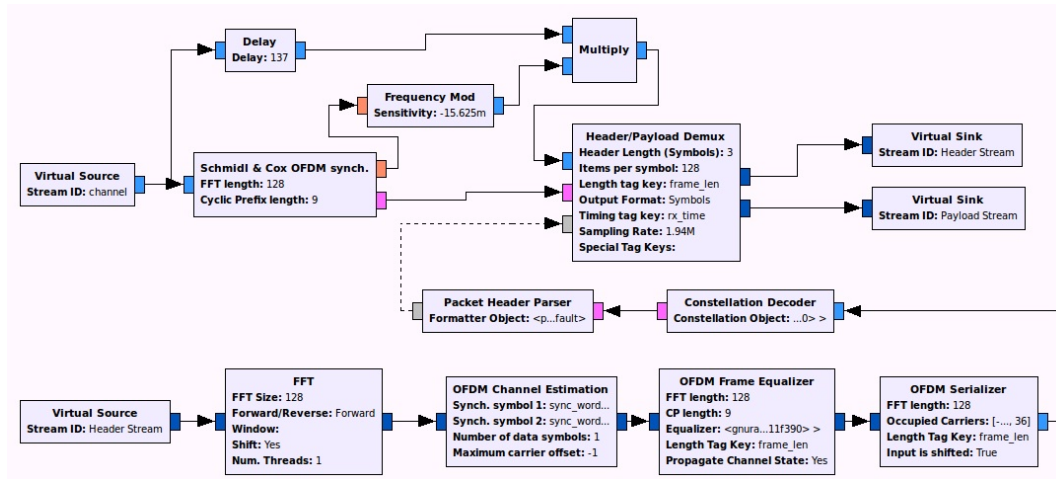 Delay
Delay: 137
Multiply
Frequency Mod
Sensitivity: -15.625m
Virtual Source
Stream ID: channel
Schmidl & Cox OFDM synch.
FFT length: 128
Cyclic Prefix length: 9
Header/Payload Demux
Header Length (Symbols): 3
Items per symbol: 128
Length tag key: frame_len
Output Format: Symbols
Timing tag key: rx_time
Sampling Rate: 1.94M
Special Tag Keys:
Virtual Sink
Stream ID: Header Stream
Virtual Sink
Stream ID: Payload Stream
Packet Header Parser
Formatter Object: <p...fault>
Constellation Decoder
Constellation Object: ...0> >
Virtual Source
Stream ID: Header Stream
FFT
FFT Size: 128
Forward/Reverse: Forward
Window:
Shift: Yes
Num. Threads: 1
OFDM Channel Estimation
Synch. symbol 1: sync_word...
Synch. symbol 2: sync_word...
Number of data symbols: 1
Maximum carrier offset: -1
OFDM Frame Equalizer
FFT length: 128
CP length: 9
Equalizer: <gnura...11f390> >
Length Tag Key: frame_len
Propagate Channel State: Yes
OFDM Serializer
FFT length: 128
Occupied Carriers: [-..., 36]
Length Tag Key: frame_len
Input is shifted: True